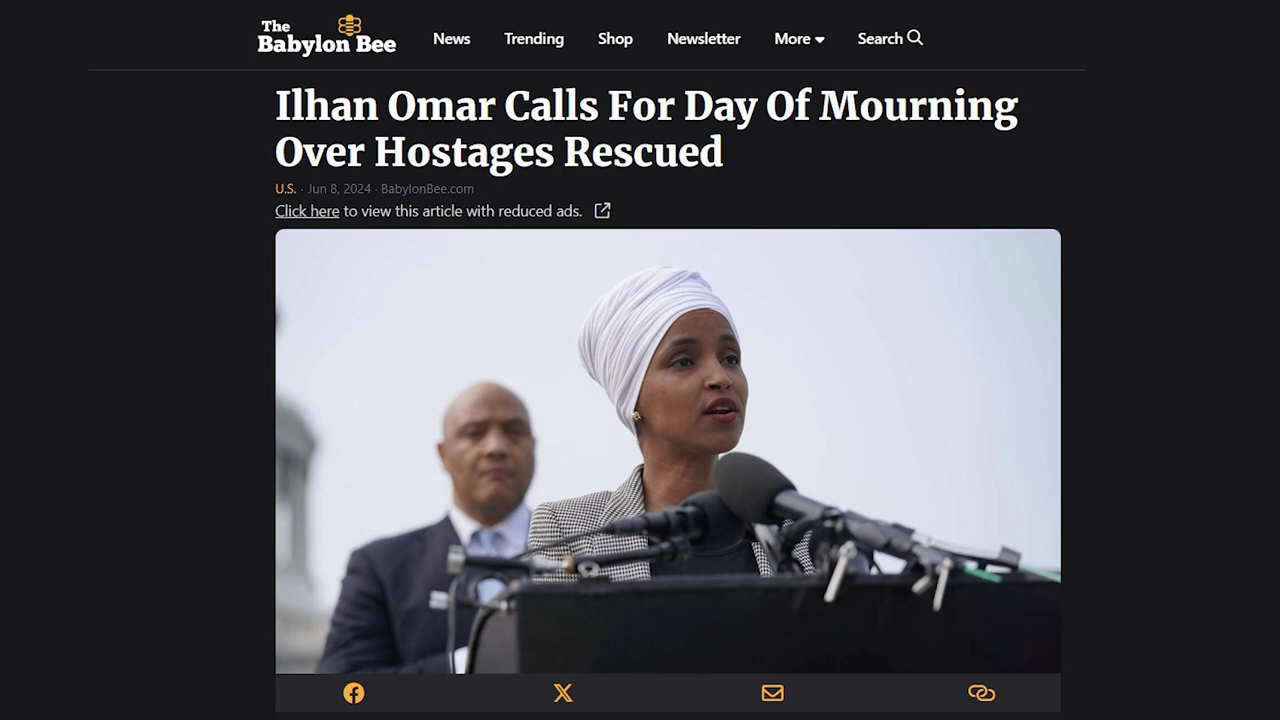 The
Babylon Bee
News Trending Shop Newsletter More Search
Ilhan Omar Calls For Day Of Mourning
Over Hostages Rescued
U.S. · Jun 8, 2024 · BabylonBee.com
Click here to view this article with reduced ads.